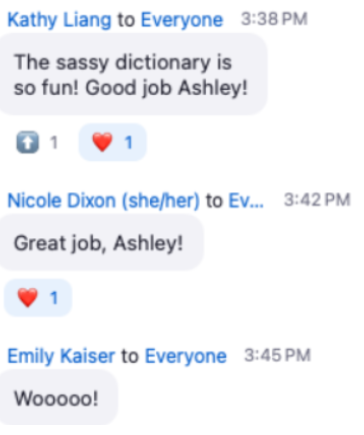 Kathy Liang to Everyone 3:38 PM
The sassy dictionary is
so fun! Good job Ashley!
1 1
Nicole Dixon (she/her) to Ev... 3:42 PM
Great job, Ashley!
1
Emily Kaiser to Everyone 3:45 PM
Wooooo!